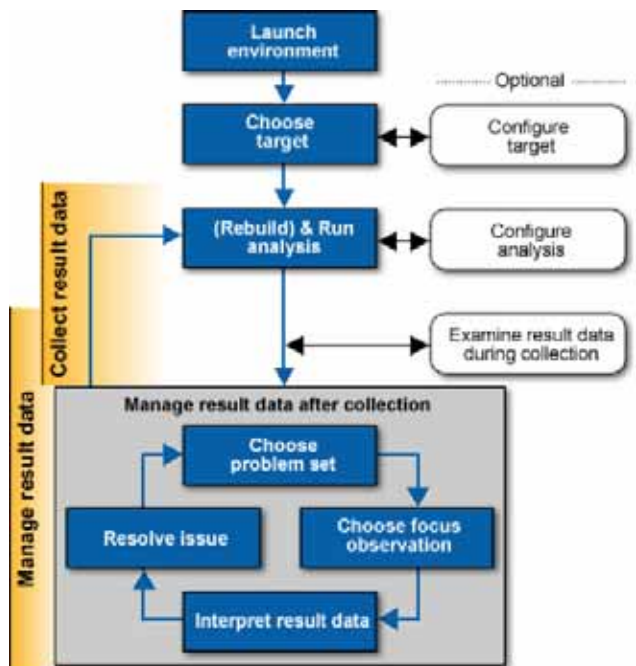 Launch
environment
Optional
Choose
target
Configure
target
(Rebuild) & Run
analysis
Configure
analysis
Collect result data
Examine result data
during collection
Manage result data
Manage result data after collection
Choose
problem set
Resolve issue
Choose focus
observation
Interpret result data